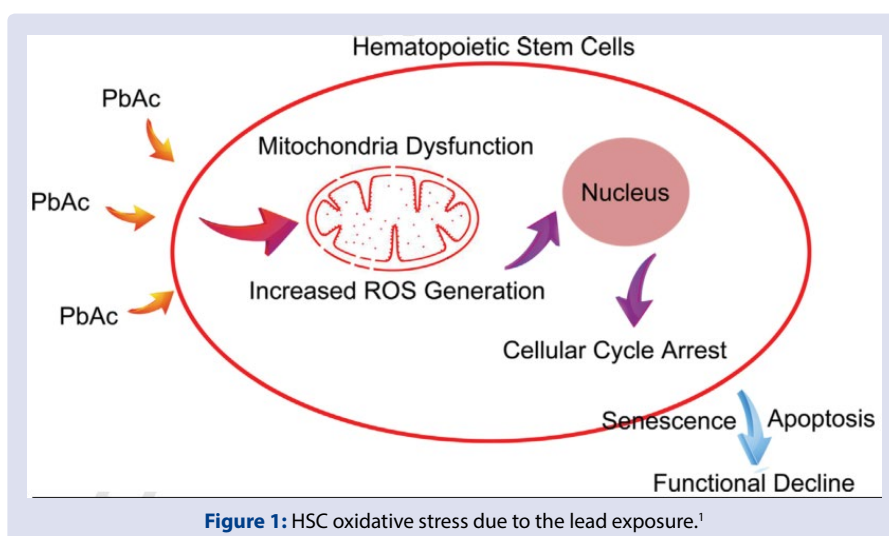 Hematopoietic Stem Cells
PbAc
Mitochondria Dysfunction
PbAc
Nucleus
Increased ROS Generation
PbAc
Cellular Cycle Arrest
Senescence
Apoptosis
Functional Decline
Figure 1: HSC oxidative stress due to the lead exposure.¹